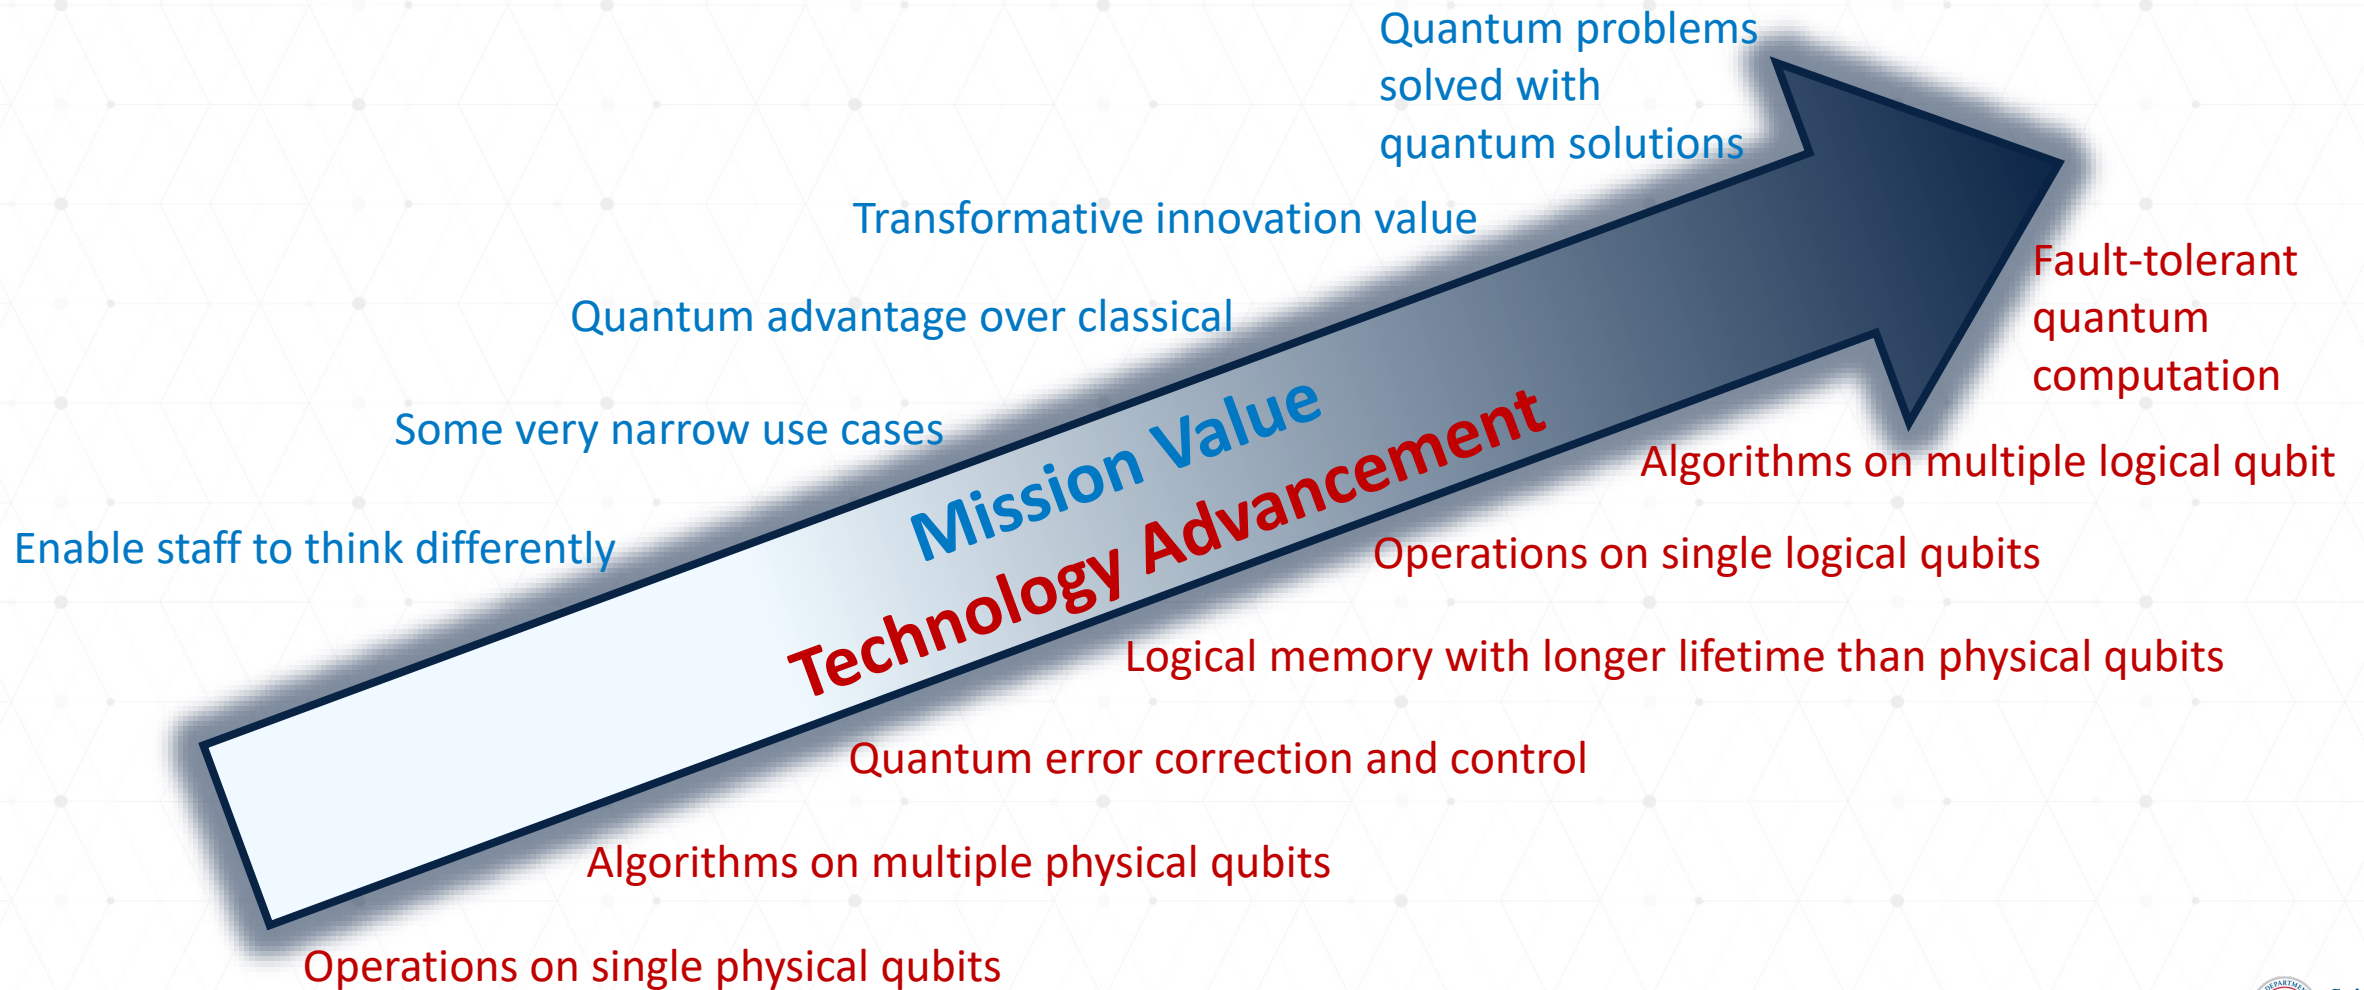 Quantum problems
solved with
quantum solutions
Transformative innovation value
Quantum advantage over classical
Some very narrow use cases
Enable staff to think differently
Mission Value
Technology Advancement
Fault-tolerant
quantum
computation
Algorithms on multiple logical qubit
Operations on single logical qubits
Logical memory with longer lifetime than physical qubits
Quantum error correction and control
Algorithms on multiple physical qubits
Operations on single physical qubits